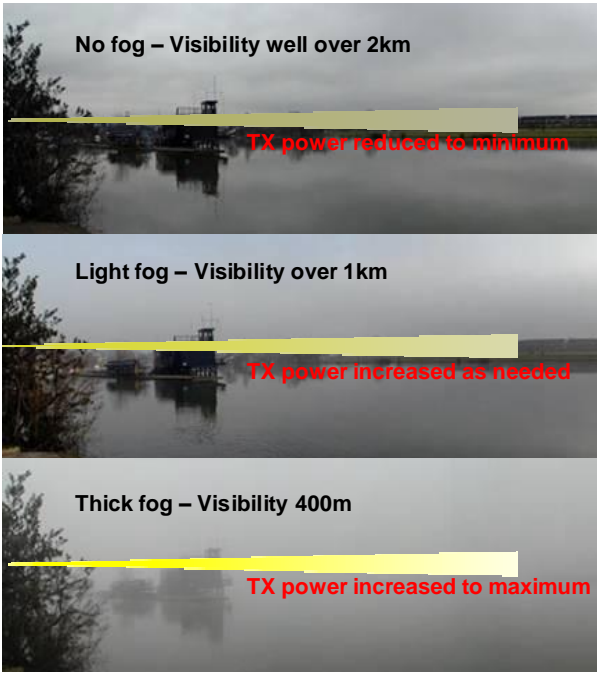 No fog – Visibility well over 2km
TX power reduced to minimum
Light fog – Visibility over 1km
TX power increased as needed
Thick fog – Visibility 400m
TX power increased to maximum